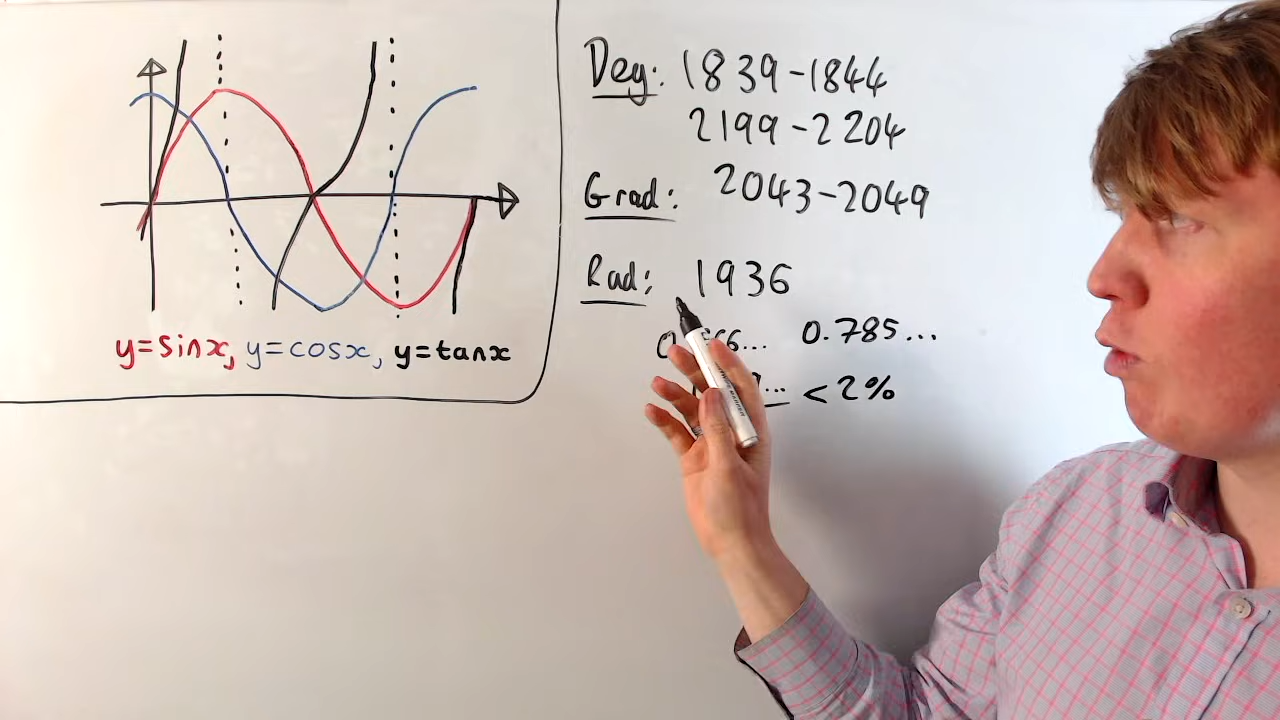 y=sinx, y=cosx, y=tanx
Deg: 1839-1844
2199-2204
Grad: 2043-2049
Rad: 1936
0.785...
<2%